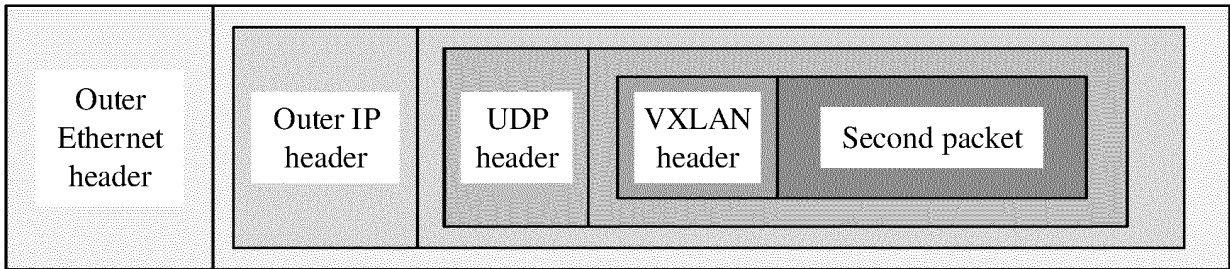 Outer
Ethernet
header
Outer IP
header
UDP
header
VXLAN
header
Second packet